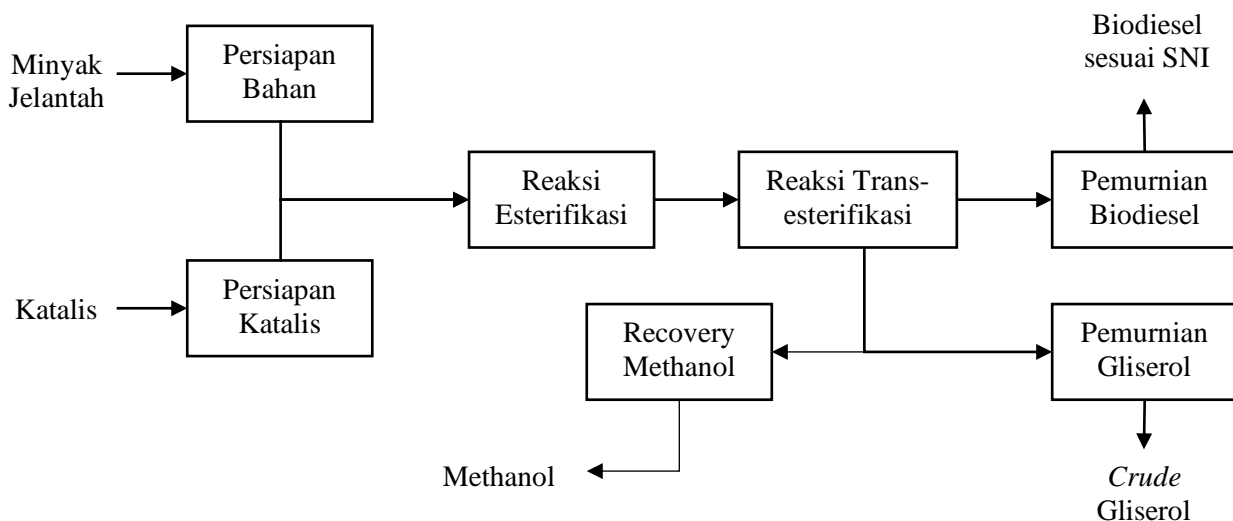 Biodiesel
sesuai SNI
Minyak
Jelantah
Persiapan
Bahan
Reaksi
Esterifikasi
Reaksi Trans-
esterifikasi
Pemurnian
Biodiesel
Katalis
Persiapan
Katalis
Recovery
Methanol
Pemurnian
Gliserol
Methanol
Crude
Gliserol